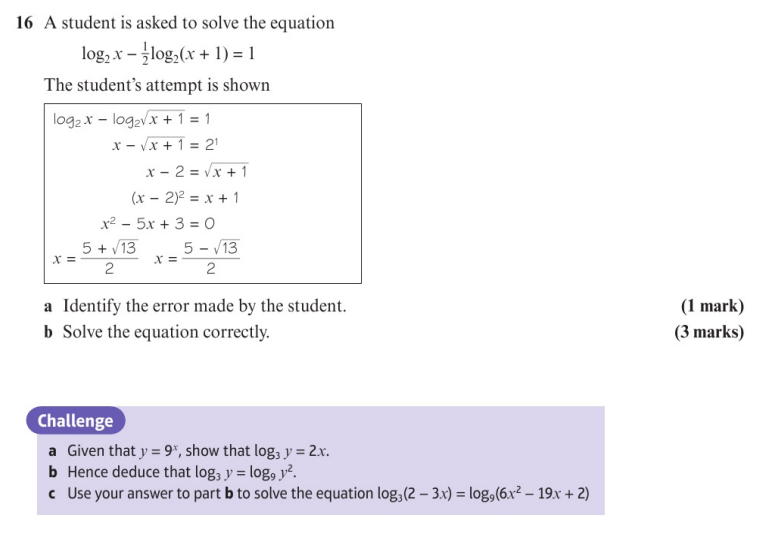 16 A student is asked to solve the equation
log₂ x − ½log₂(x + 1) = 1
The student's attempt is shown
log₂ x − log₂√(x + 1) = 1
x − √(x + 1) = 2¹
x − 2 = √(x + 1)
(x − 2)² = x + 1
x² − 5x + 3 = 0
x = (5 + √13)/2 x = (5 − √13)/2
a Identify the error made by the student. (1 mark)
b Solve the equation correctly. (3 marks)
Challenge
a Given that y = 9ˣ, show that log₃ y = 2x.
b Hence deduce that log₃ y = log₉ y².
c Use your answer to part b to solve the equation log₃(2 − 3x) = log₉(6x² − 19x + 2)